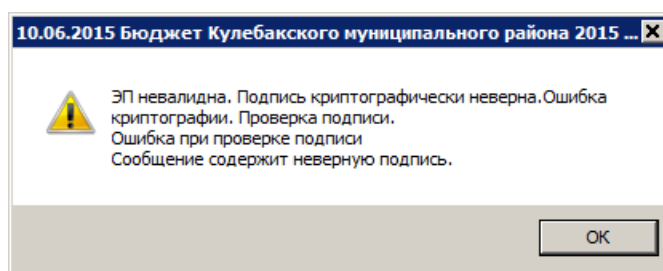 10.06.2015 Бюджет Кулебакского муниципального района 2015 ...
ЭП невалидна. Подпись криптографически неверна.Ошибка
криптографии. Проверка подписи.
Ошибка при проверке подписи
Сообщение содержит неверную подпись.
OK